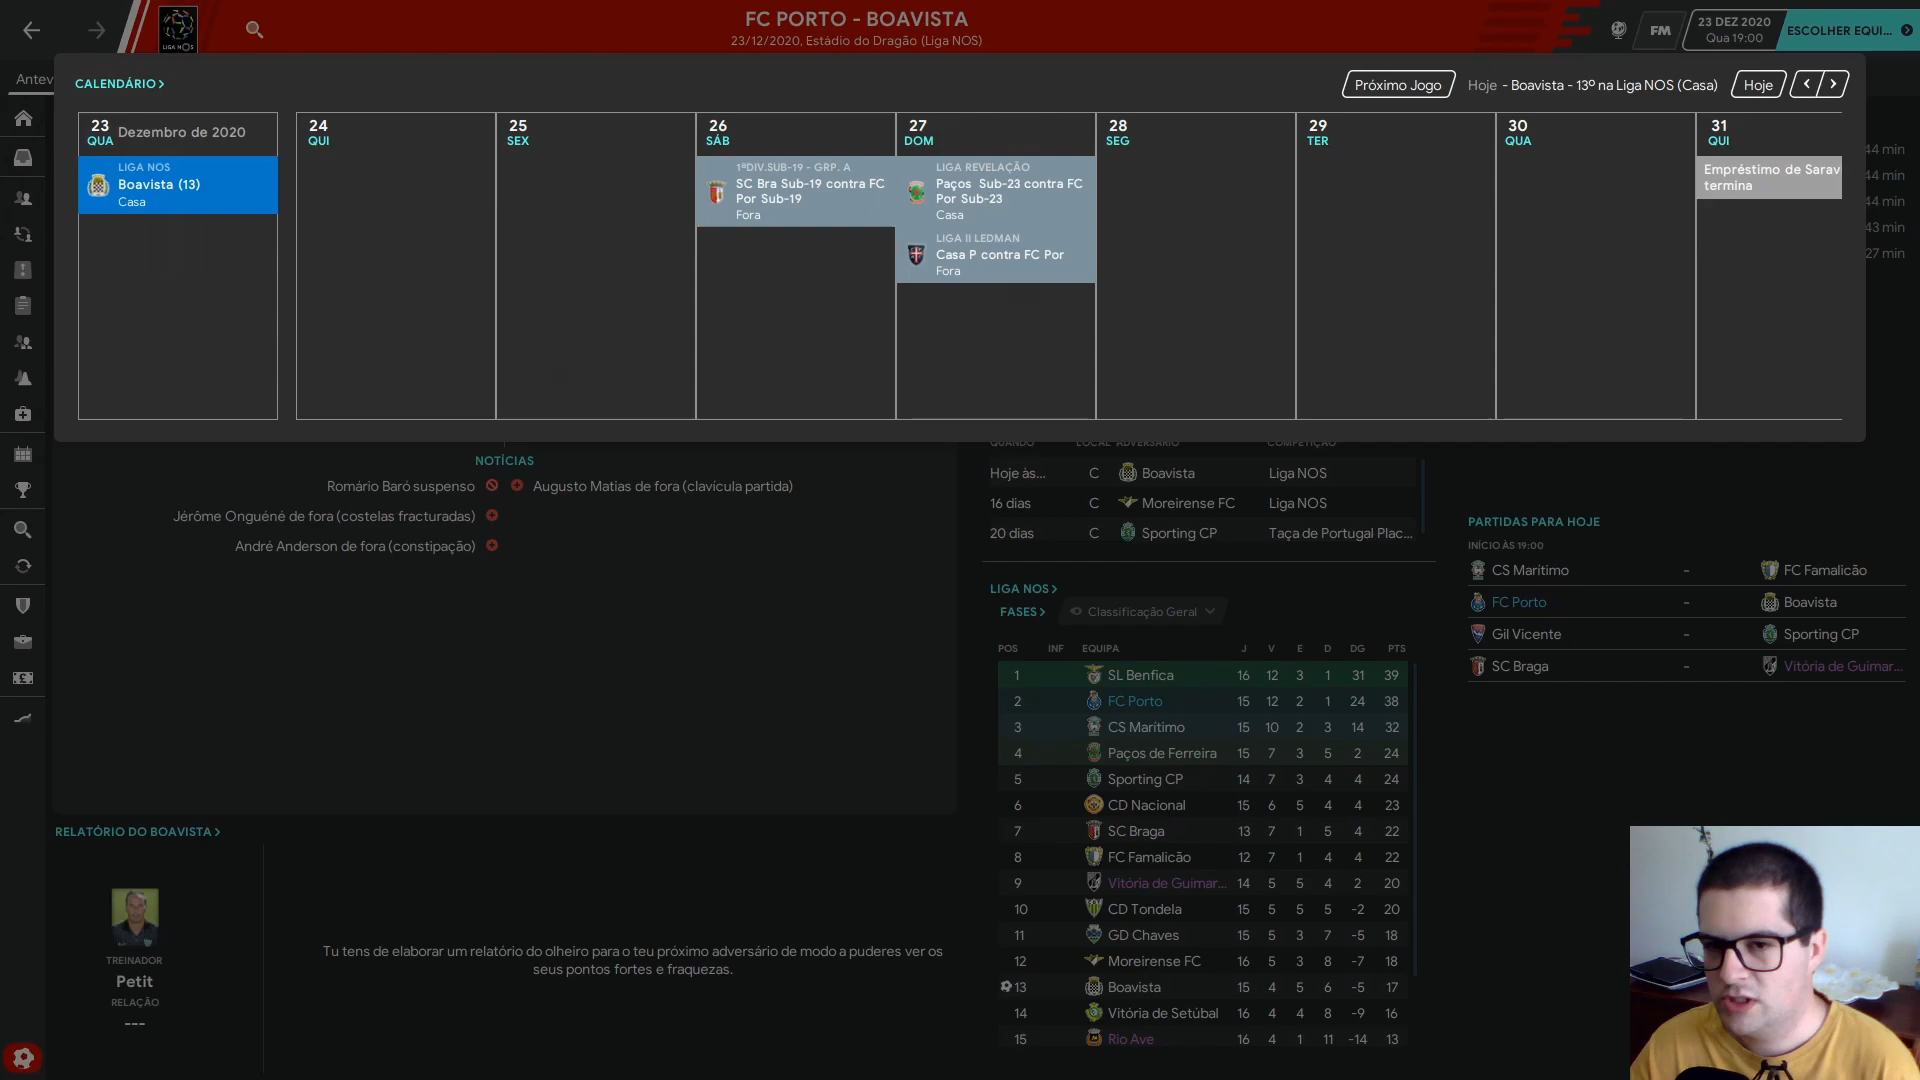 FC PORTO - BOAVISTA
23/12/2020, Estádio do Dragão (Liga NOS)
LIGA NOS
FM
23 DEZ 2020
Qua 19:00
ESCOLHER EQUI...
Antev
CALENDÁRIO
Próximo Jogo
Hoje - Boavista - 13º na Liga NOS (Casa)
Hoje
23 QUA
Dezembro de 2020
24 QUI
25 SEX
26 SÁB
27 DOM
28 SEG
29 TER
30 QUA
31 QUI
LIGA NOS
Boavista (13)
Casa
1ªDIV.SUB-19 - GRP. A
SC Bra Sub-19 contra FC
Por Sub-19
Fora
LIGA REVELAÇÃO
Paços Sub-23 contra FC
Por Sub-23
Casa
LIGA II LEDMAN
Casa P contra FC Por
Fora
Empréstimo de Sarav
termina
44 min
44 min
44 min
43 min
27 min
NOTÍCIAS
Romário Baró suspenso
Augusto Matias de fora (clavícula partida)
Jérôme Onguéné de fora (costelas fracturadas)
André Anderson de fora (constipação)
QUANDO LOCAL ADVERSÁRIO COMPETIÇÃO
Hoje às... C Boavista Liga NOS
16 dias C Moreirense FC Liga NOS
20 dias C Sporting CP Taça de Portugal Plac...
LIGA NOS
FASES
Classificação Geral
POS INF EQUIPA J V E D DG PTS
1 SL Benfica 16 12 3 1 31 39
2 FC Porto 15 12 2 1 24 38
3 CS Marítimo 15 10 2 3 14 32
4 Paços de Ferreira 15 7 3 5 2 24
5 Sporting CP 14 7 3 4 4 24
6 CD Nacional 15 6 5 4 4 23
7 SC Braga 13 7 1 5 4 22
8 FC Famalicão 12 7 1 4 4 22
9 Vitória de Guimar... 14 5 5 4 2 20
10 CD Tondela 15 5 5 5 -2 20
11 GD Chaves 15 5 3 7 -5 18
12 Moreirense FC 16 5 3 8 -7 18
13 Boavista 15 4 5 6 -5 17
14 Vitória de Setúbal 16 4 4 8 -9 16
15 Rio Ave 16 4 1 11 -14 13
PARTIDAS PARA HOJE
INÍCIO ÀS 19:00
CS Marítimo - FC Famalicão
FC Porto - Boavista
Gil Vicente - Sporting CP
SC Braga - Vitória de Guimar...
RELATÓRIO DO BOAVISTA
TREINADOR
Petit
RELAÇÃO
---
Tu tens de elaborar um relatório do olheiro para o teu próximo adversário de modo a puderes ver os
seus pontos fortes e fraquezas.